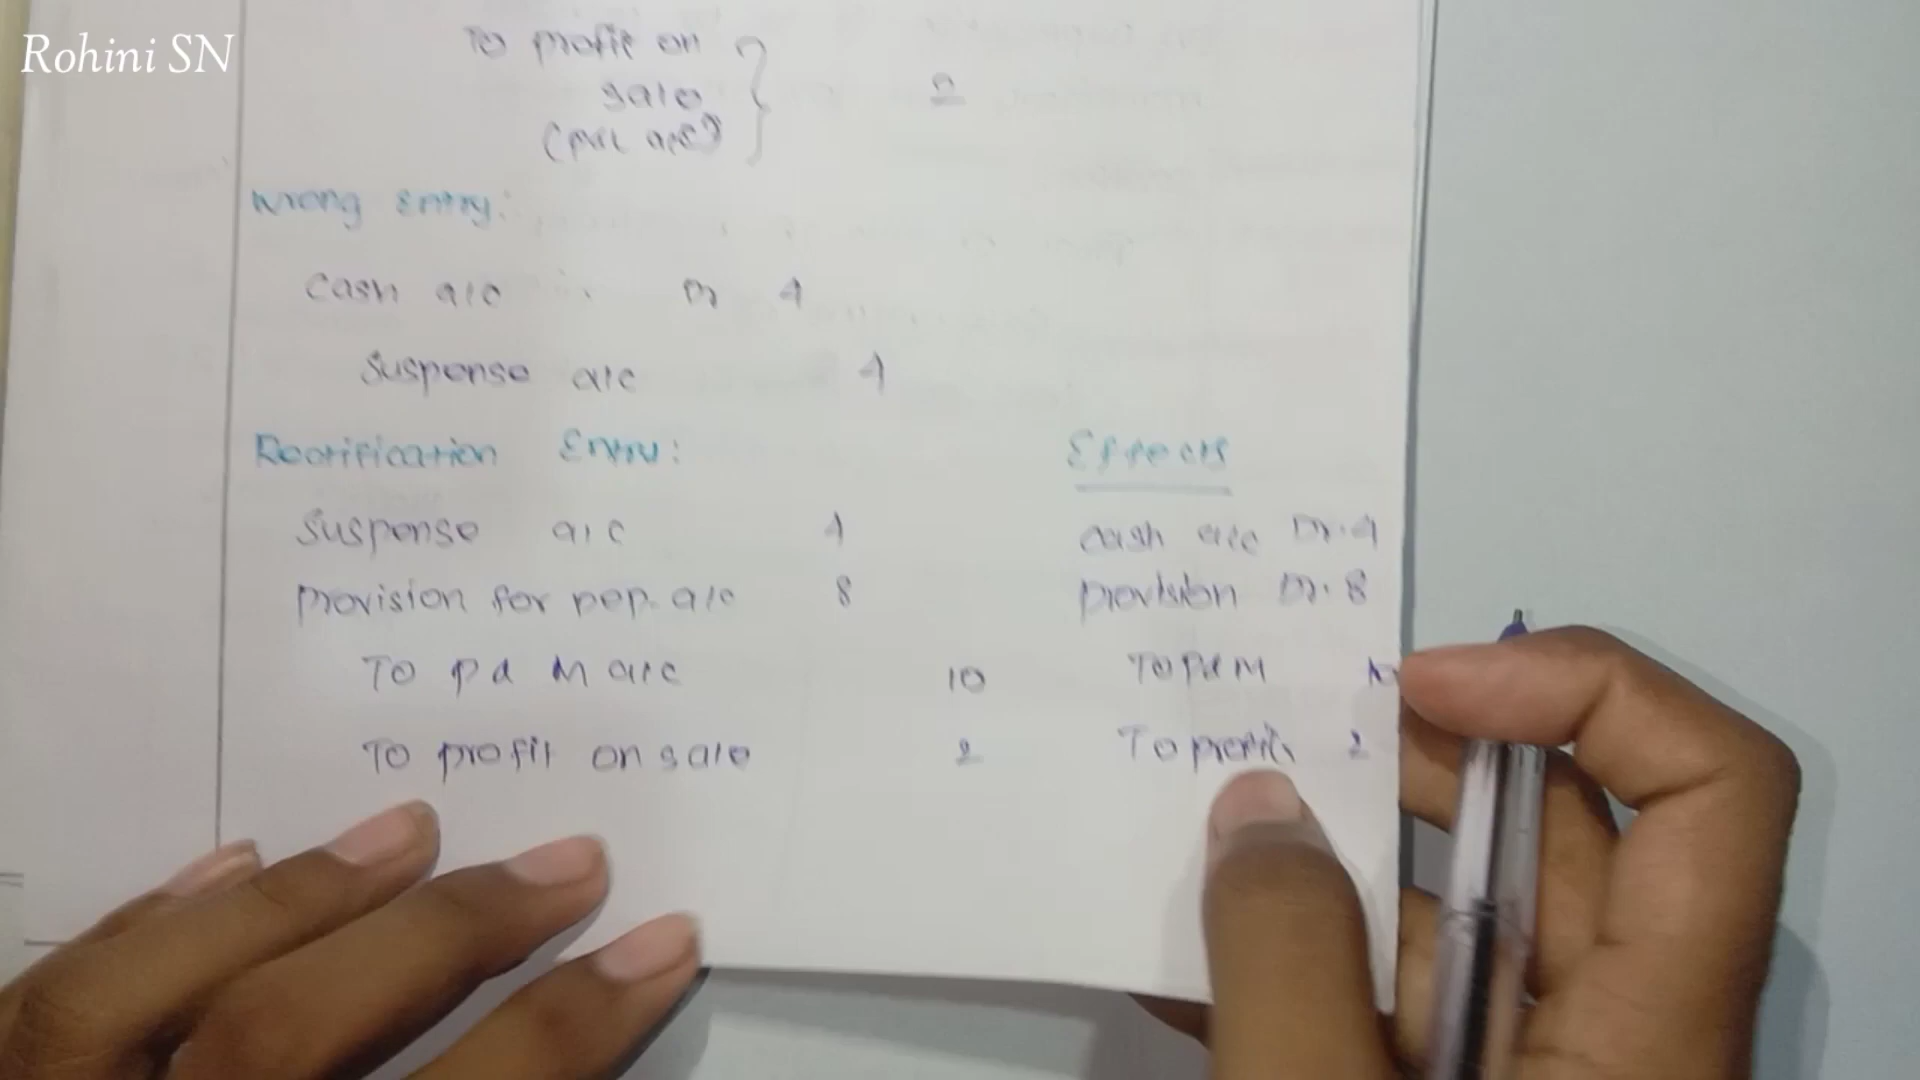 Rohini SN
To profit on
sale
(P&L a/c)
2
Wrong Entry:
Cash a/c Dr 4
Suspense a/c 4
Rectification Entry:
Suspense a/c 4
Provision for Dep. a/c 8
To P & M a/c 10
To profit on sale 2
Effects
Cash a/c Dr. 4
Provision Dr. 8
To P&M 10
To profit 2